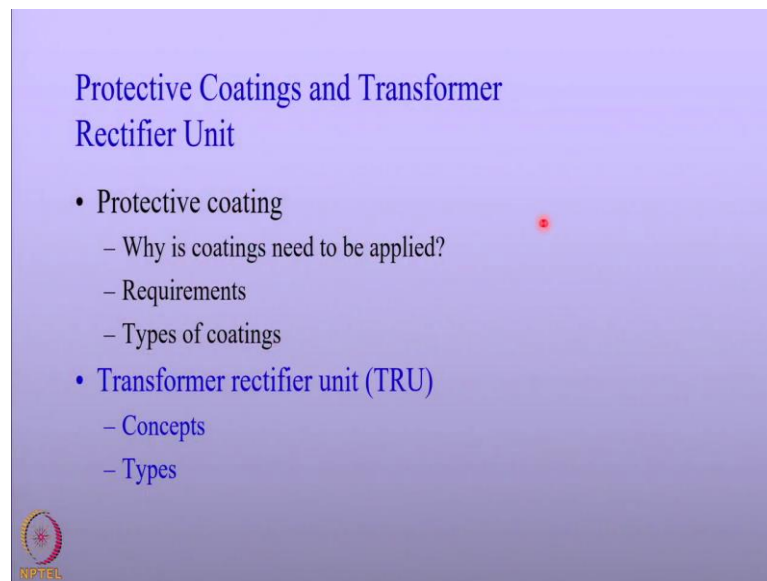 Protective Coatings and Transformer
Rectifier Unit
• Protective coating
– Why is coatings need to be applied?
– Requirements
– Types of coatings
• Transformer rectifier unit (TRU)
– Concepts
– Types
NPTEL